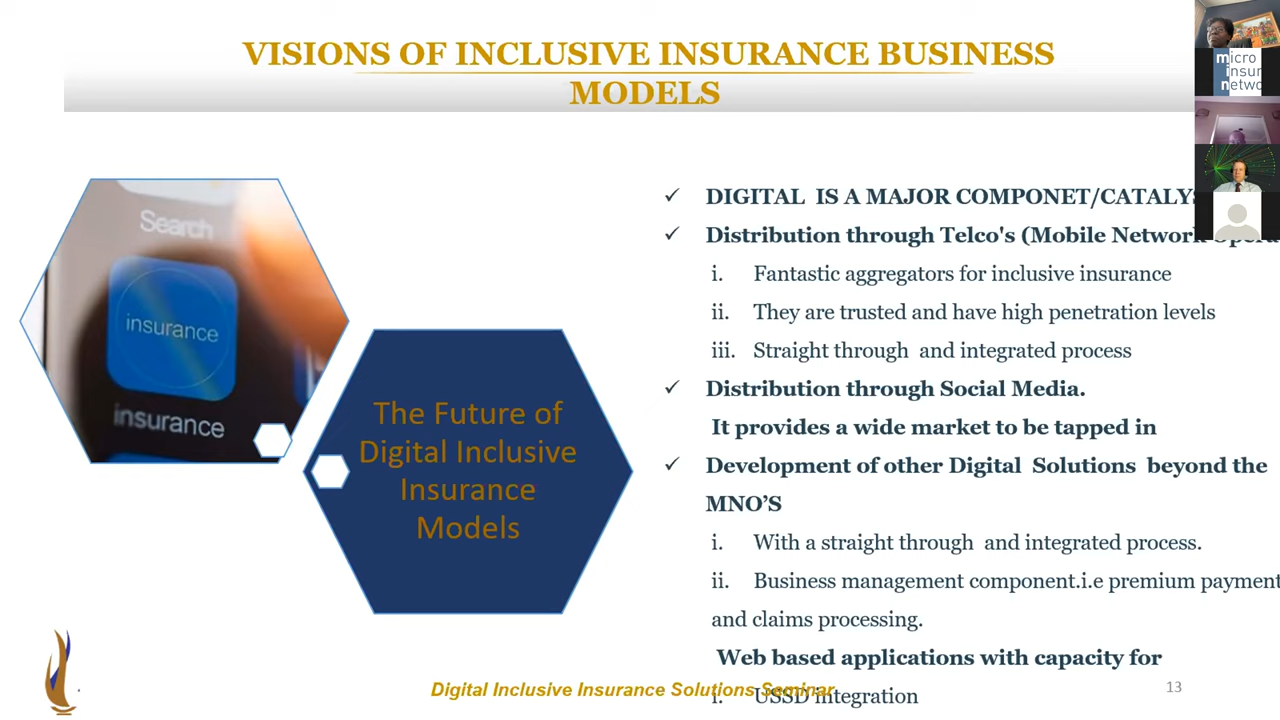 VISIONS OF INCLUSIVE INSURANCE BUSINESS
MODELS
micro
insur
netwo
Search
insurance
insurance
The Future of
Digital Inclusive
Insurance
Models
✓ DIGITAL IS A MAJOR COMPONET/CATALYS
✓ Distribution through Telco's (Mobile Network Opera
i. Fantastic aggregators for inclusive insurance
ii. They are trusted and have high penetration levels
iii. Straight through and integrated process
✓ Distribution through Social Media.
It provides a wide market to be tapped in
✓ Development of other Digital Solutions beyond the
MNO'S
i. With a straight through and integrated process.
ii. Business management component.i.e premium payment
and claims processing.
Web based applications with capacity for
i. USSD integration
Digital Inclusive Insurance Solutions Seminar
13